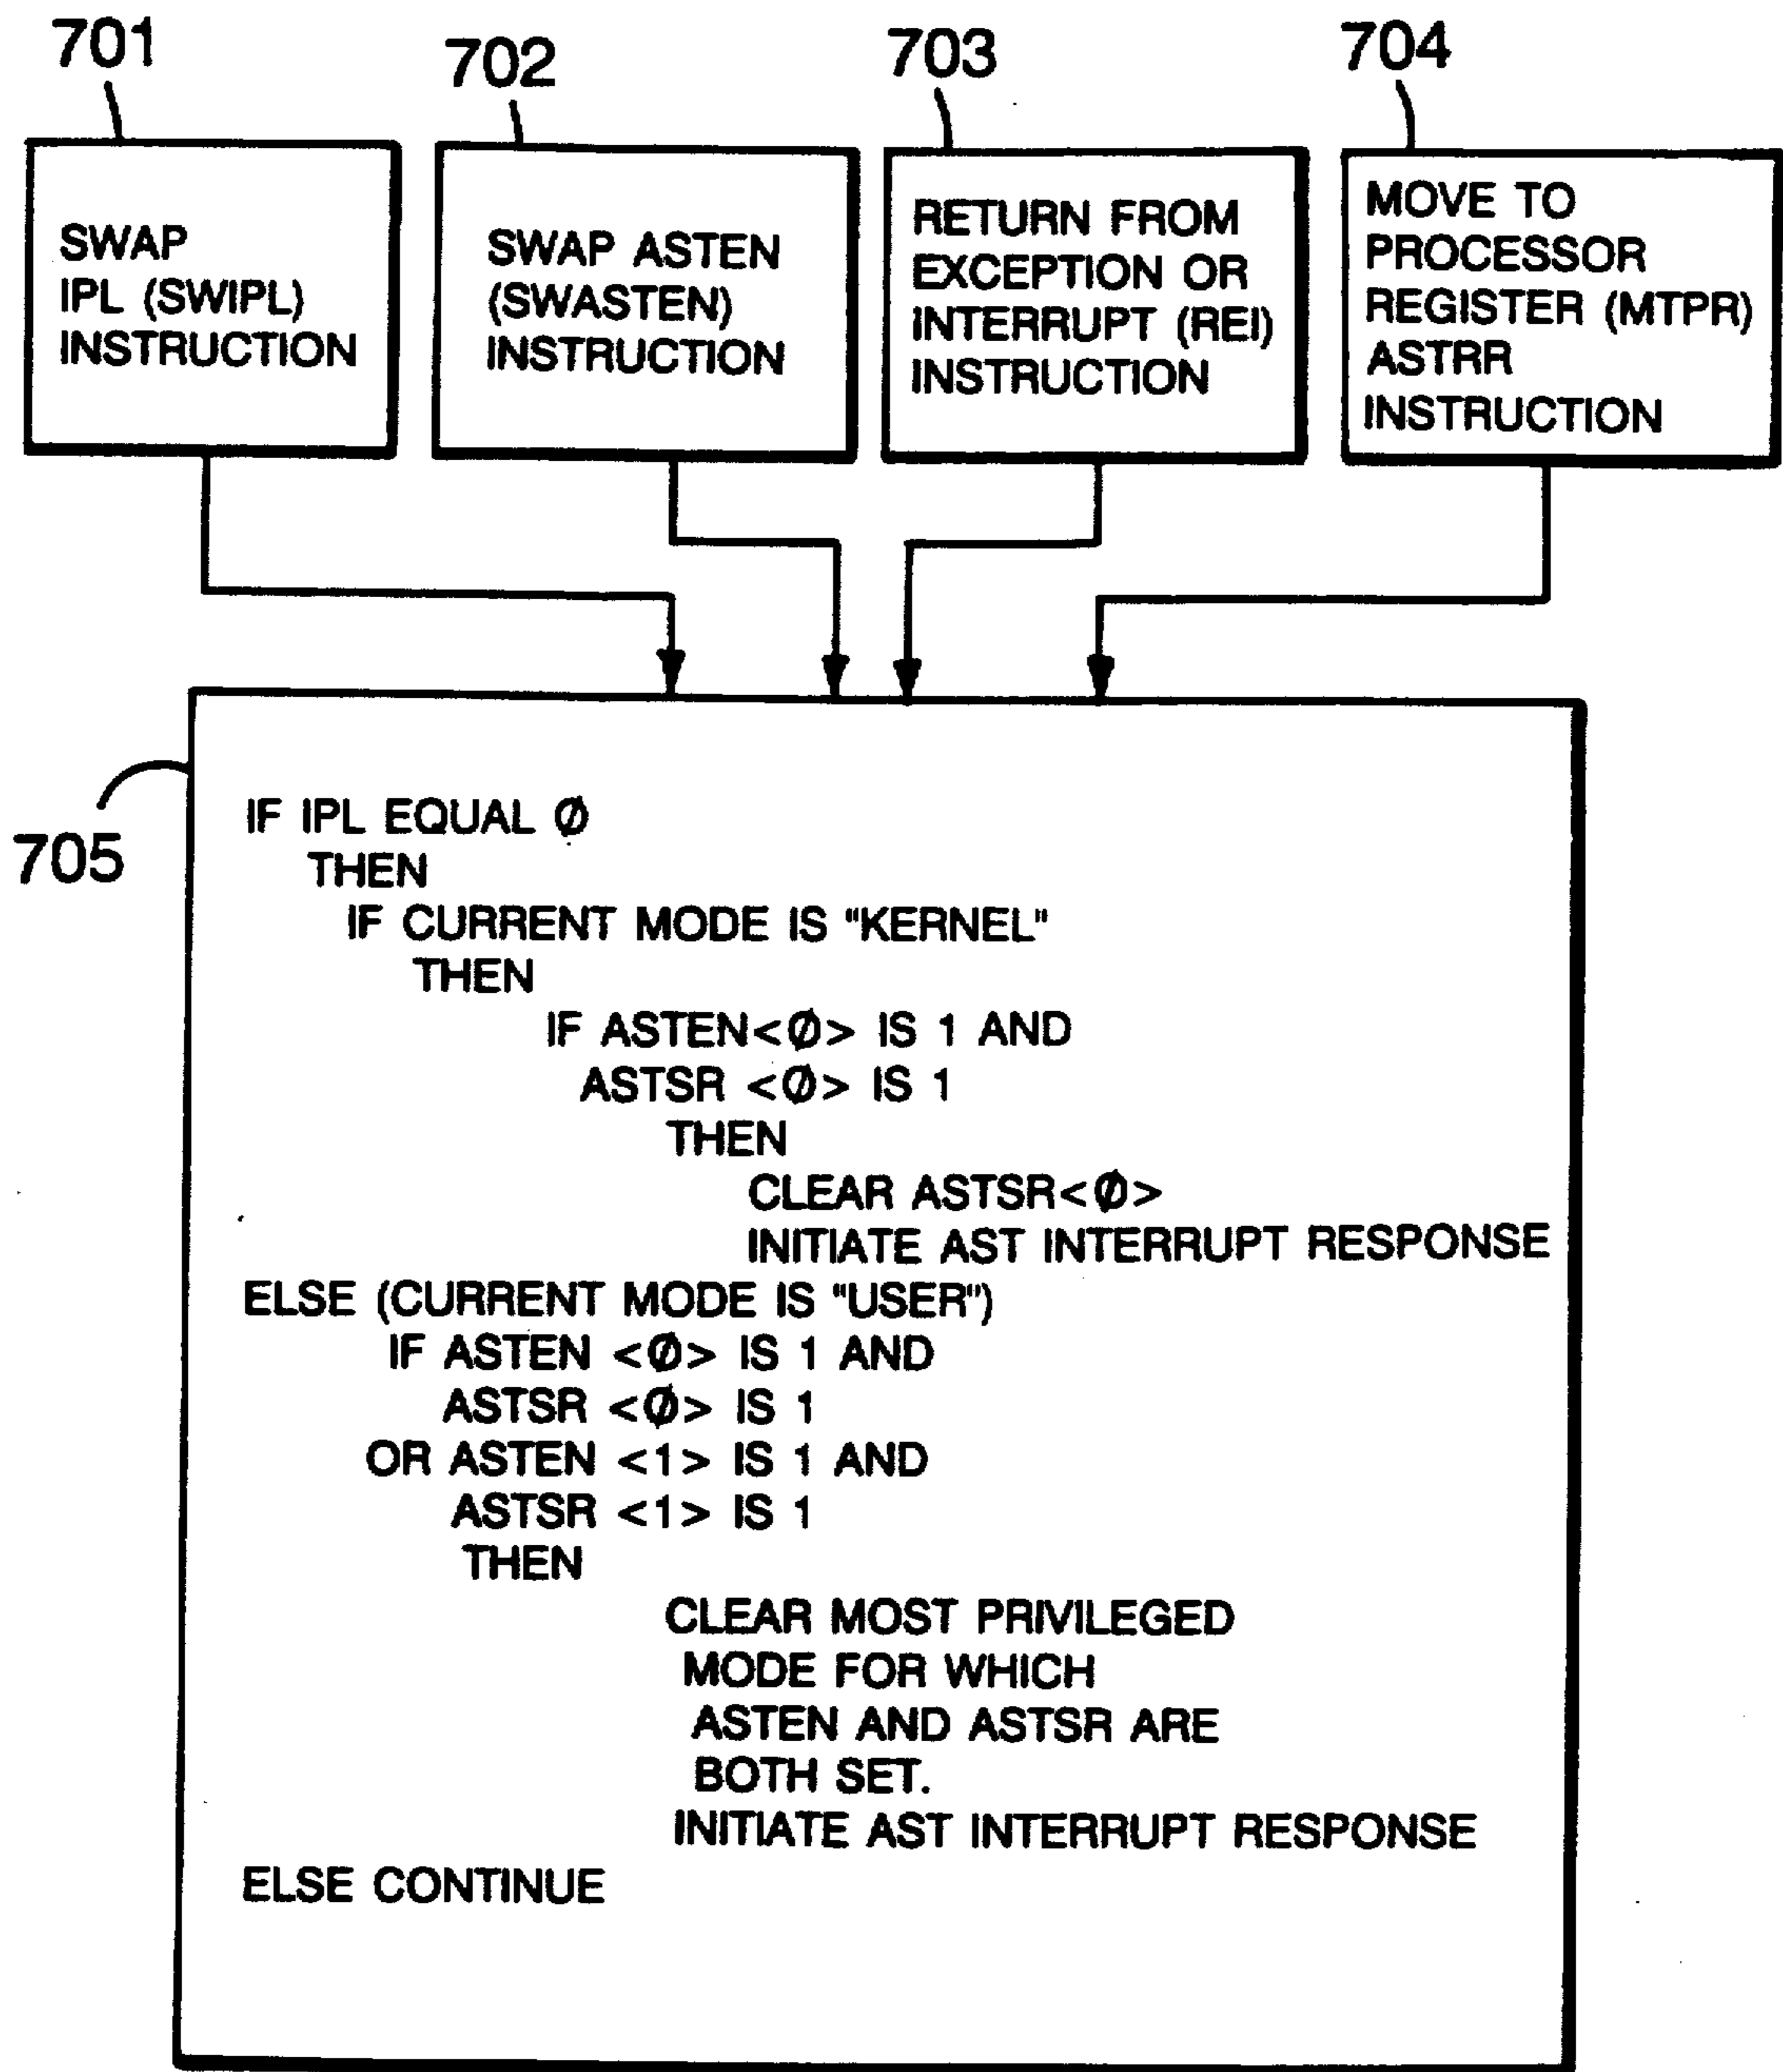 701
702
703
704
SWAP
IPL (SWIPL)
INSTRUCTION
SWAP ASTEN
(SWASTEN)
INSTRUCTION
RETURN FROM
EXCEPTION OR
INTERRUPT (REI)
INSTRUCTION
MOVE TO
PROCESSOR
REGISTER (MTPR)
ASTRR
INSTRUCTION
705
IF IPL EQUAL Ø
THEN
IF CURRENT MODE IS "KERNEL"
THEN
IF ASTEN<Ø> IS 1 AND
ASTSR <Ø> IS 1
THEN
CLEAR ASTSR<Ø>
INITIATE AST INTERRUPT RESPONSE
ELSE (CURRENT MODE IS "USER")
IF ASTEN <Ø> IS 1 AND
ASTSR <Ø> IS 1
OR ASTEN <1> IS 1 AND
ASTSR <1> IS 1
THEN
CLEAR MOST PRIVILEGED
MODE FOR WHICH
ASTEN AND ASTSR ARE
BOTH SET.
INITIATE AST INTERRUPT RESPONSE
ELSE CONTINUE